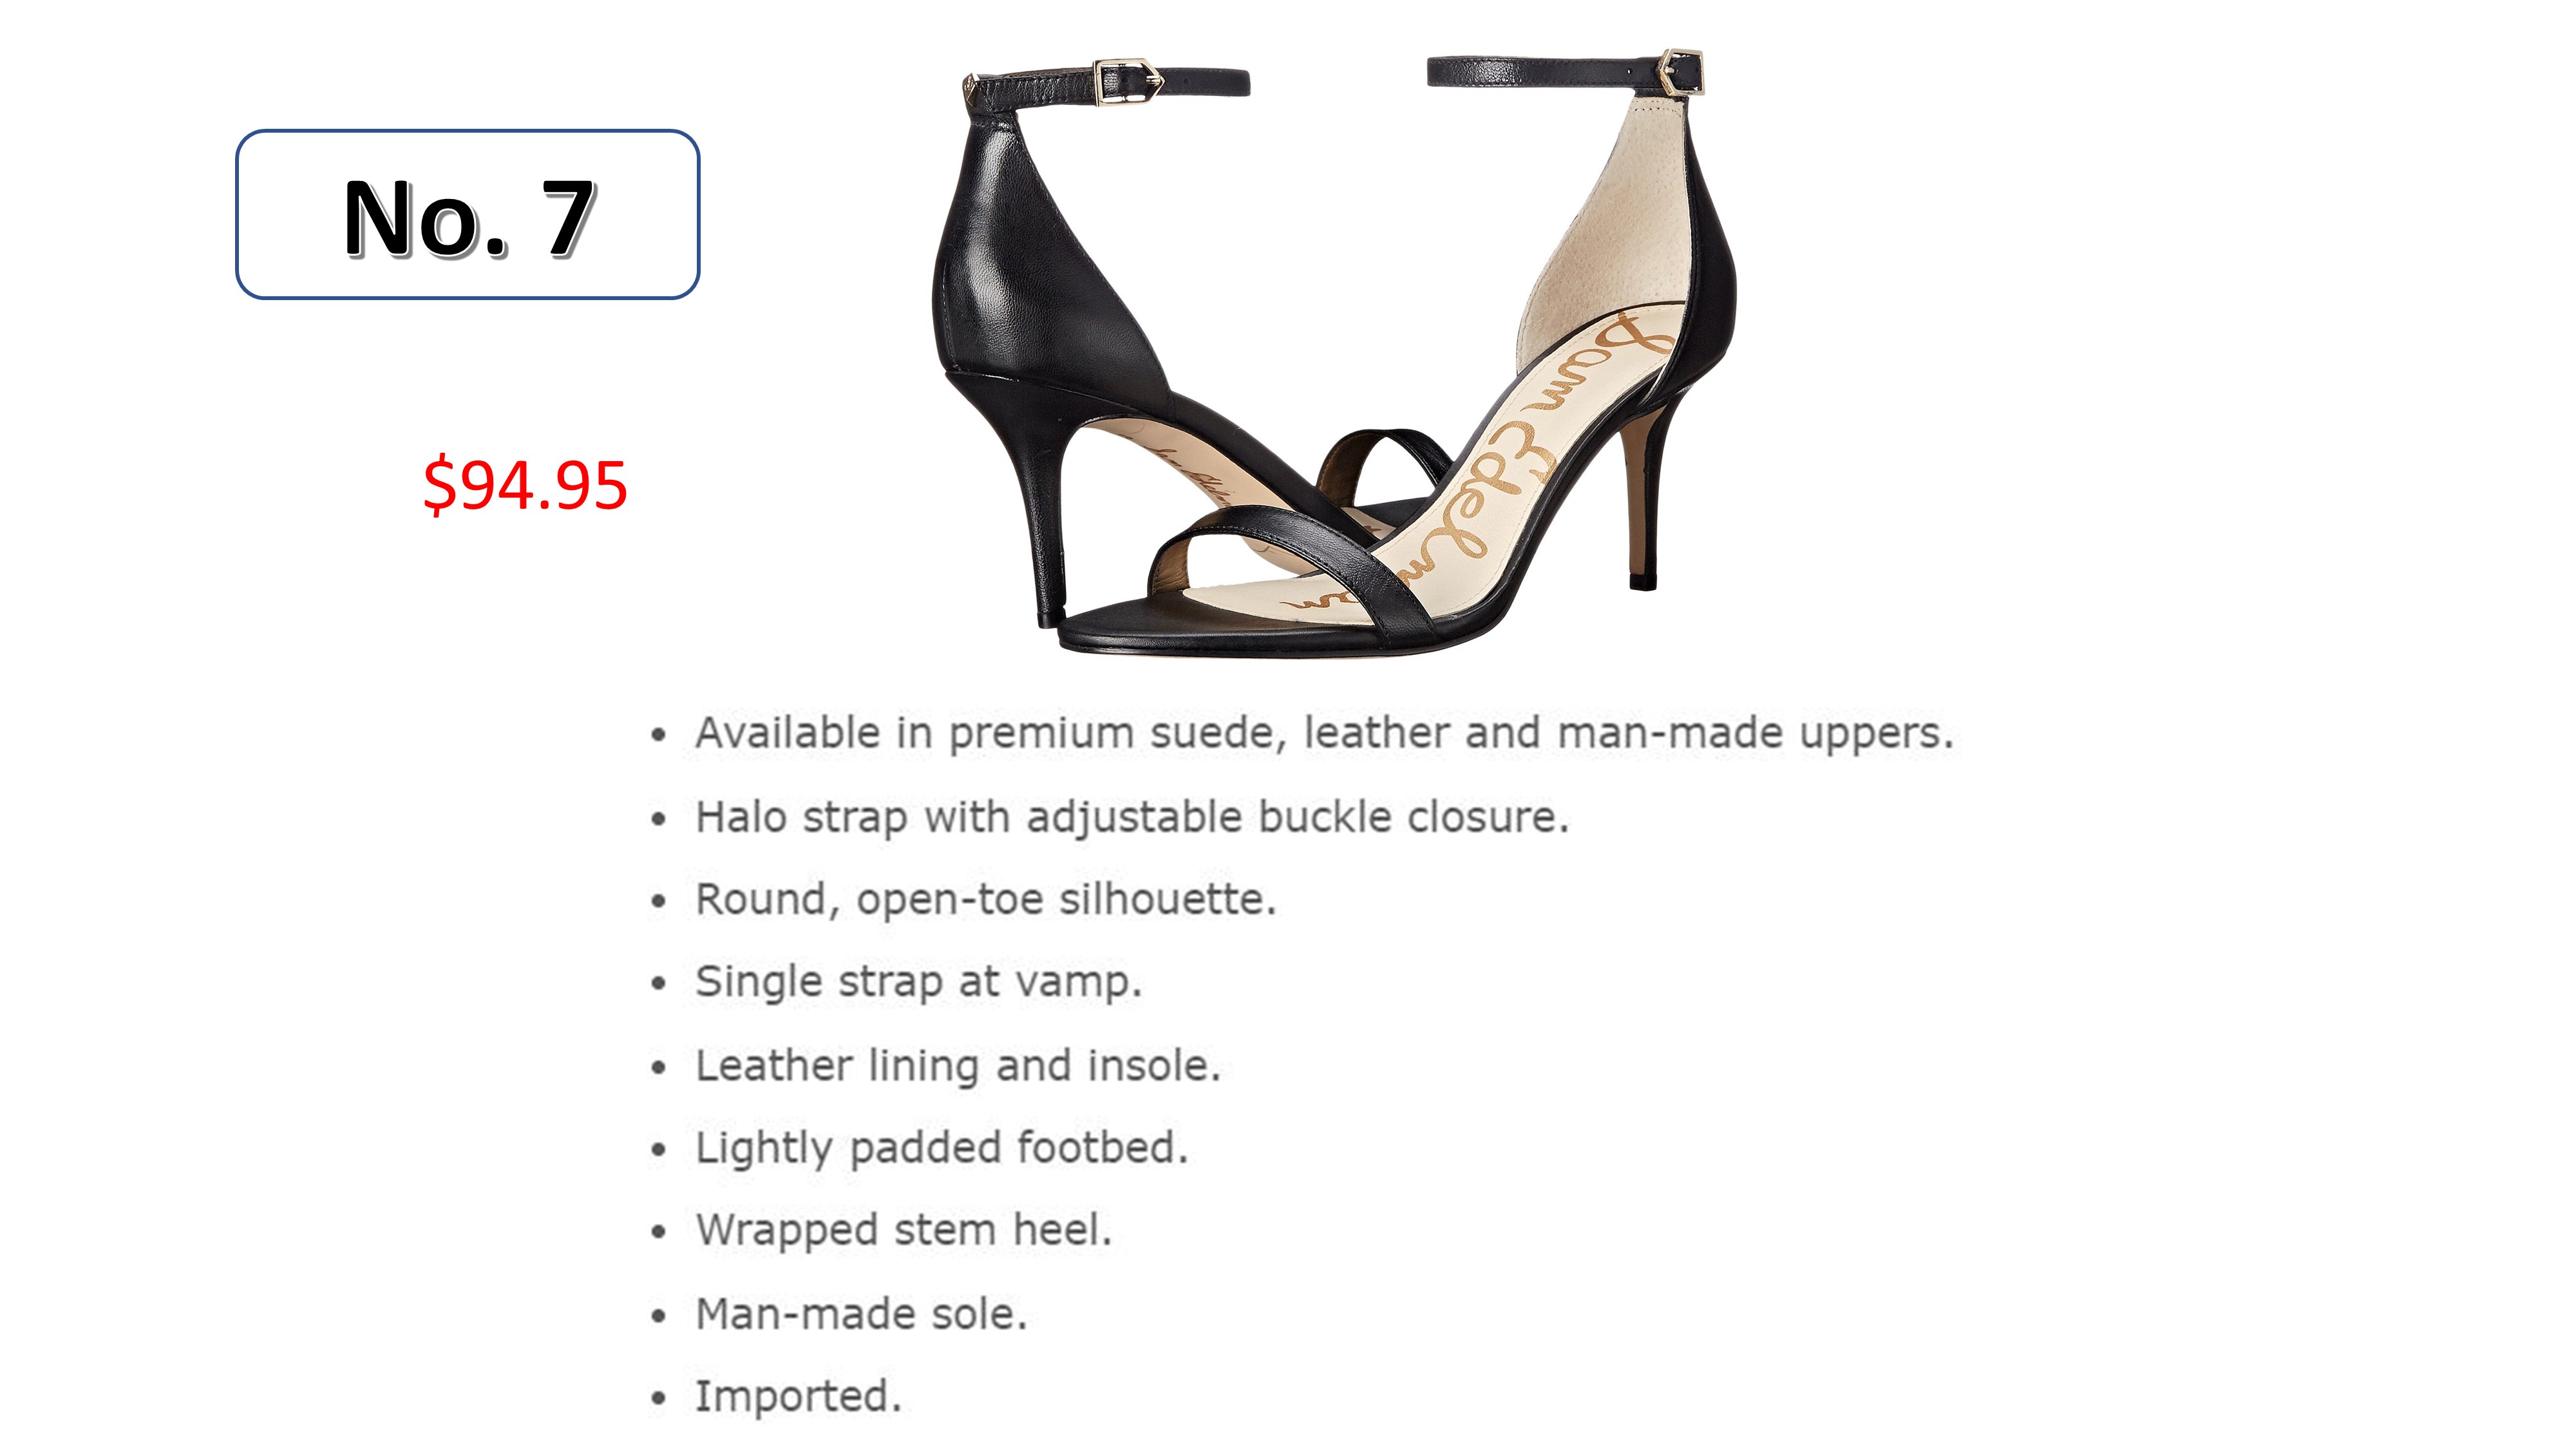 No. 7
$94.95
Sam Edelman
• Available in premium suede, leather and man-made uppers.
• Halo strap with adjustable buckle closure.
• Round, open-toe silhouette.
• Single strap at vamp.
• Leather lining and insole.
• Lightly padded footbed.
• Wrapped stem heel.
• Man-made sole.
• Imported.